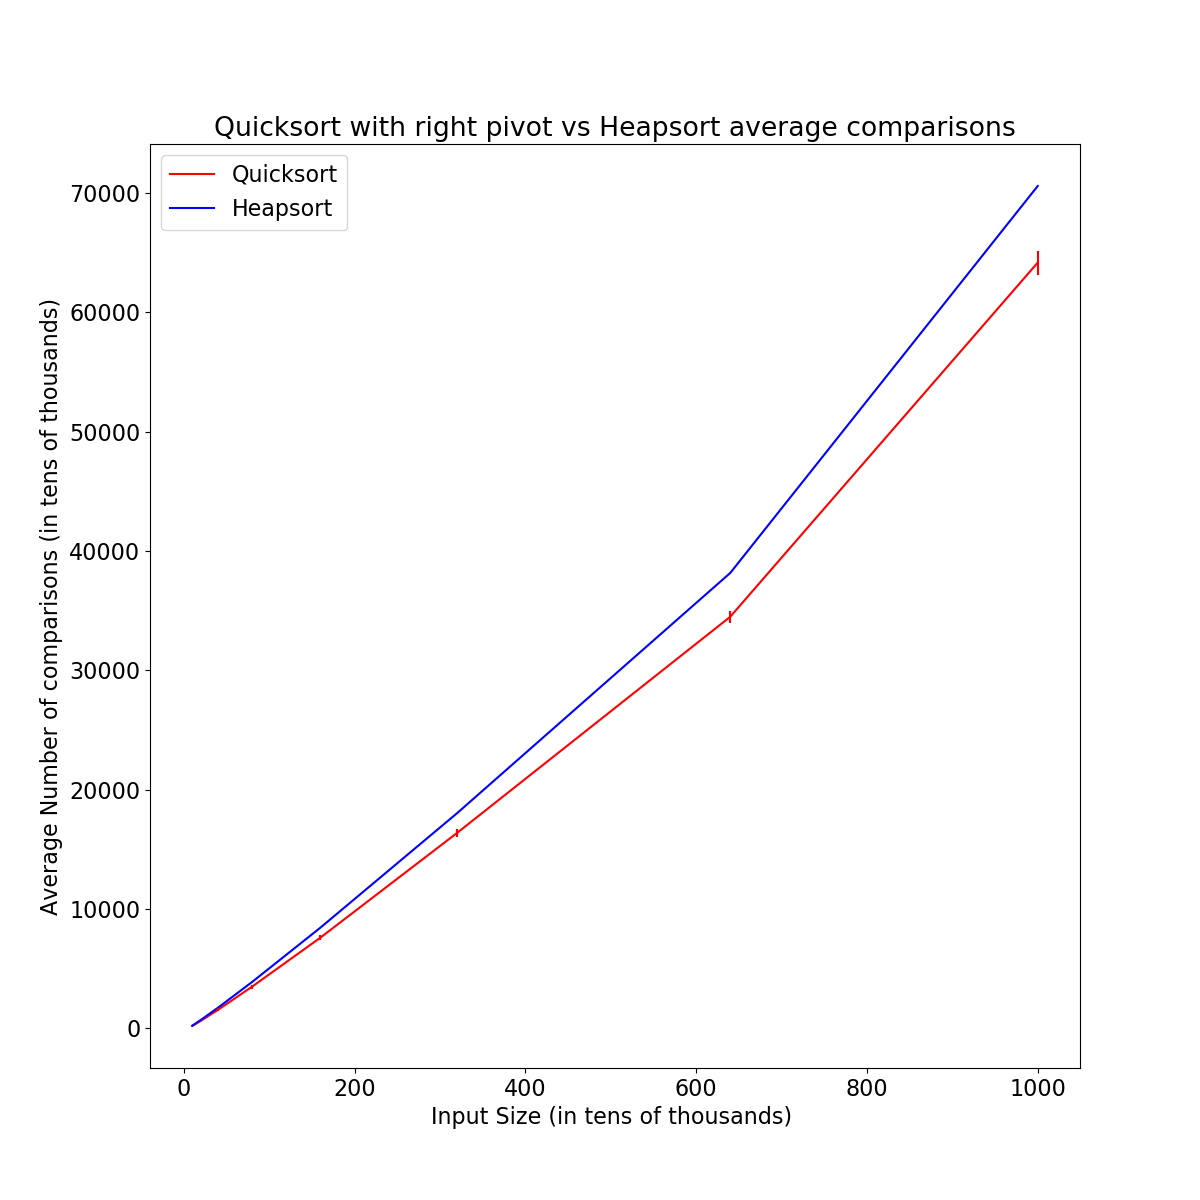 Quicksort with right pivot vs Heapsort average comparisons
Quicksort
Heapsort
70000
60000
50000
40000
30000
20000
10000
0
Average Number of comparisons (in tens of thousands)
0 200 400 600 800 1000
Input Size (in tens of thousands)